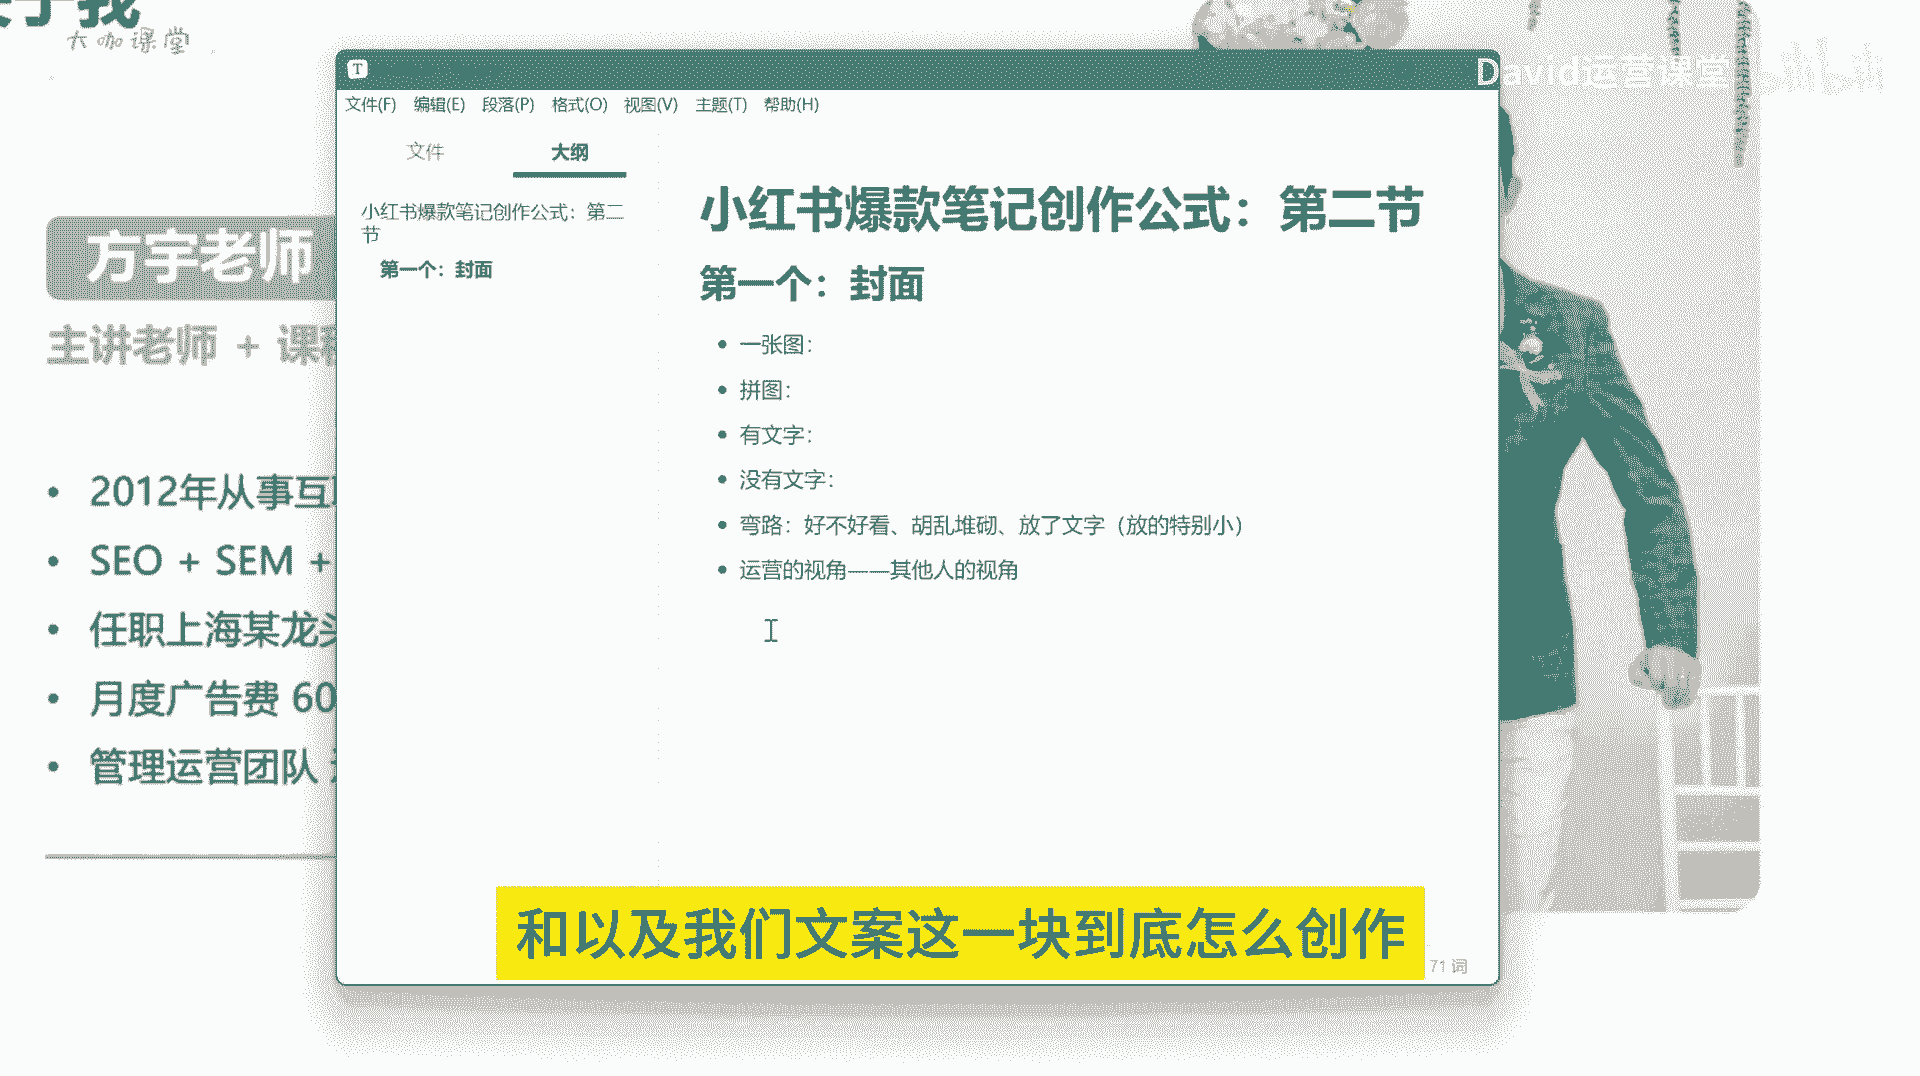 大咖课堂
David运营课堂
bilibili
文件(F) 编辑(E) 段落(P) 格式(O) 视图(V) 主题(T) 帮助(H)
文件 大纲
小红书爆款笔记创作公式：第二
节
第一个：封面
小红书爆款笔记创作公式：第二节
第一个：封面
一张图：
拼图：
有文字：
没有文字：
弯路：好不好看、胡乱堆砌、放了文字（放的特别小）
运营的视角——其他人的视角
71 词
方宇老师
主讲老师 + 课
2012年从事互
SEO + SEM +
任职上海某龙
月度广告费 60
管理运营团队
和以及我们文案这一块到底怎么创作